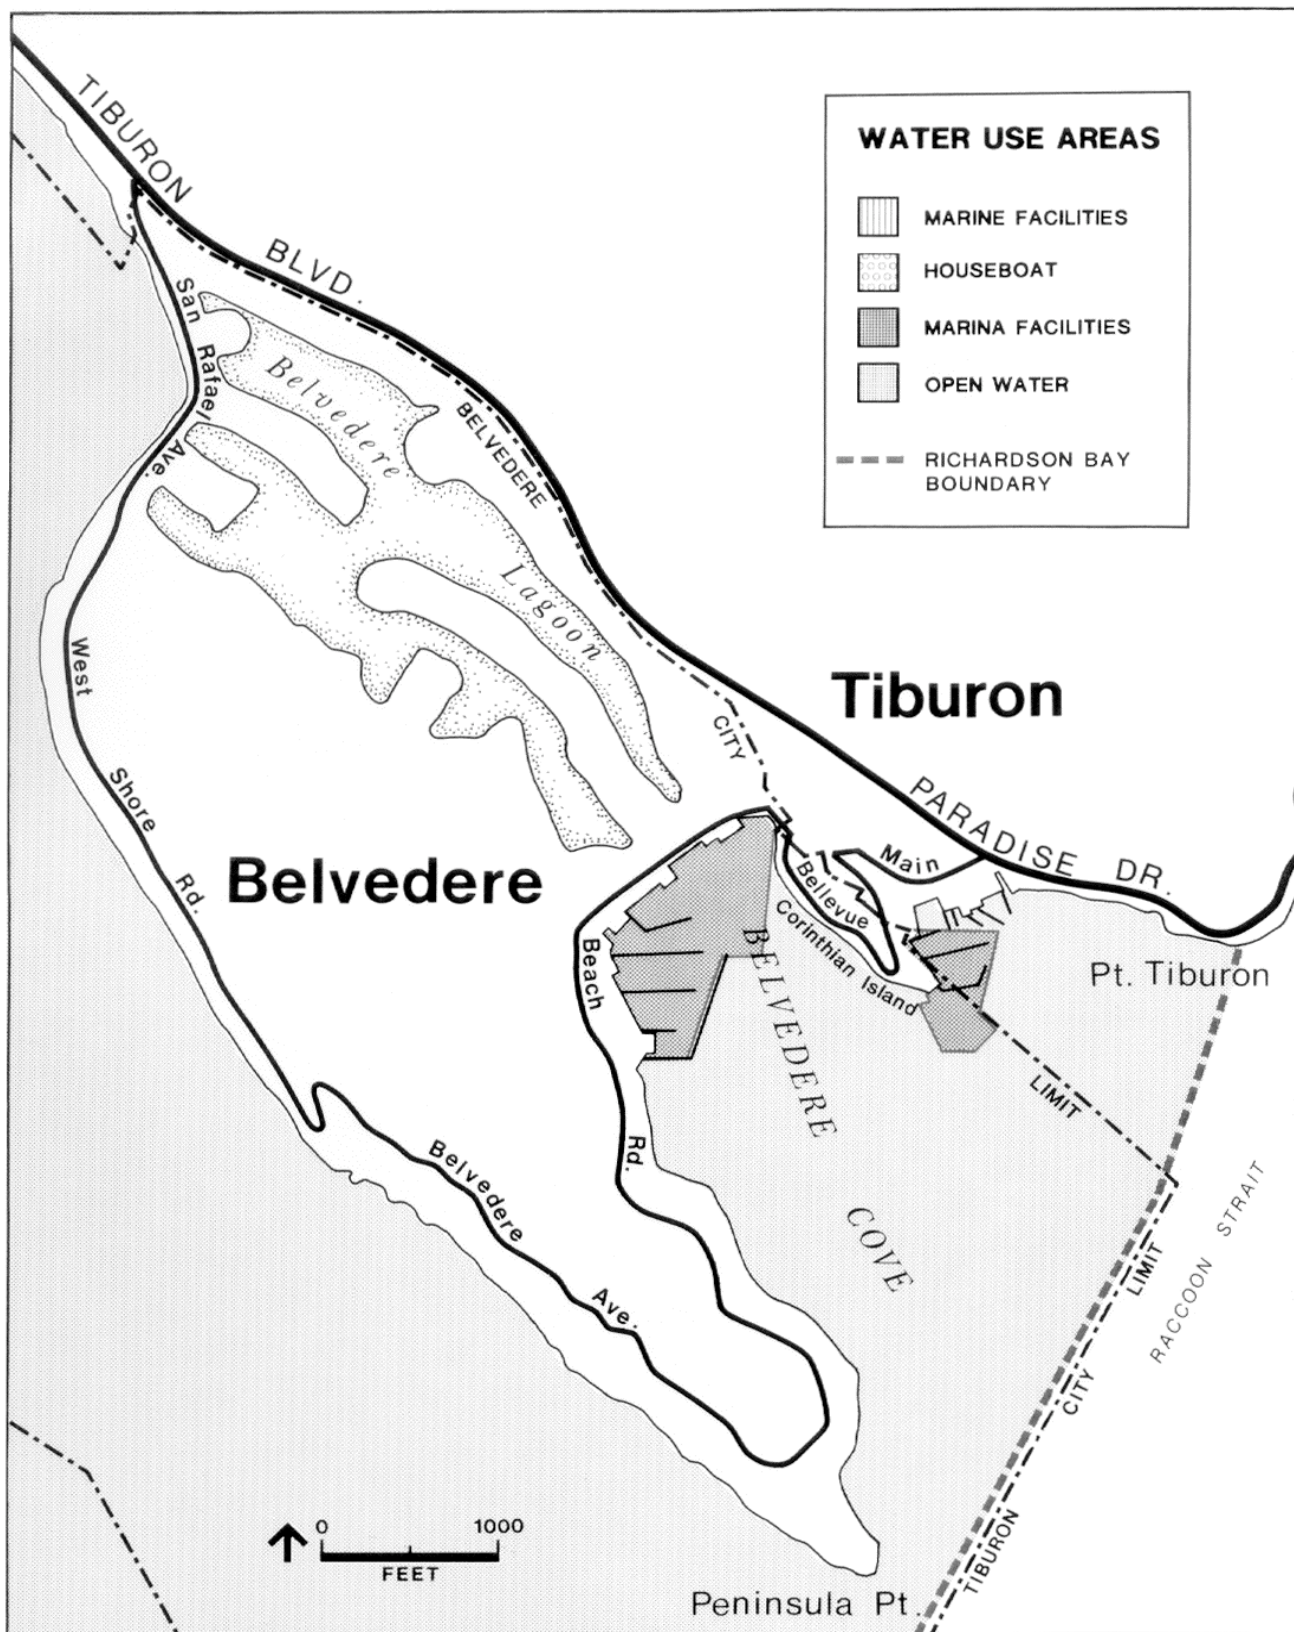 TIBURON
BLVD.
WATER USE AREAS
MARINE FACILITIES
HOUSEBOAT
MARINA FACILITIES
OPEN WATER
RICHARDSON BAY
BOUNDARY
San
Rafael
Ave.
Belvedere
Lagoon
BELVEDERE
CITY
West
Shore
Rd.
Tiburon
PARADISE DR.
Main
Belvedere
Bellevue
Corinthian Island
Beach
Rd.
BELVEDERE
COVE
Pt. Tiburon
LIMIT
Belvedere
Ave.
RACCOON STRAIT
LIMIT
CITY
TIBURON
0 1000
FEET
Peninsula Pt.